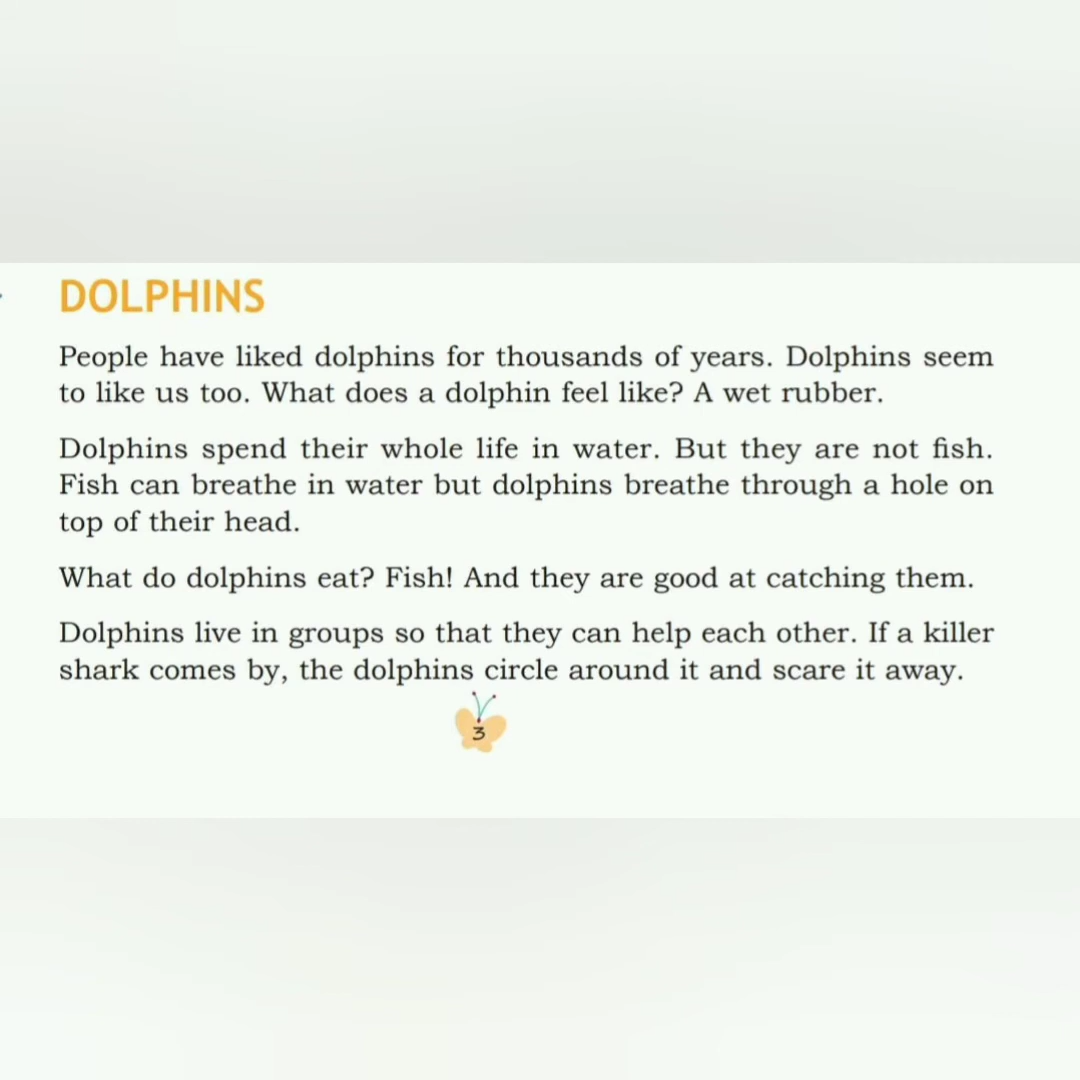 DOLPHINS
People have liked dolphins for thousands of years. Dolphins seem
to like us too. What does a dolphin feel like? A wet rubber.
Dolphins spend their whole life in water. But they are not fish.
Fish can breathe in water but dolphins breathe through a hole on
top of their head.
What do dolphins eat? Fish! And they are good at catching them.
Dolphins live in groups so that they can help each other. If a killer
shark comes by, the dolphins circle around it and scare it away.
3